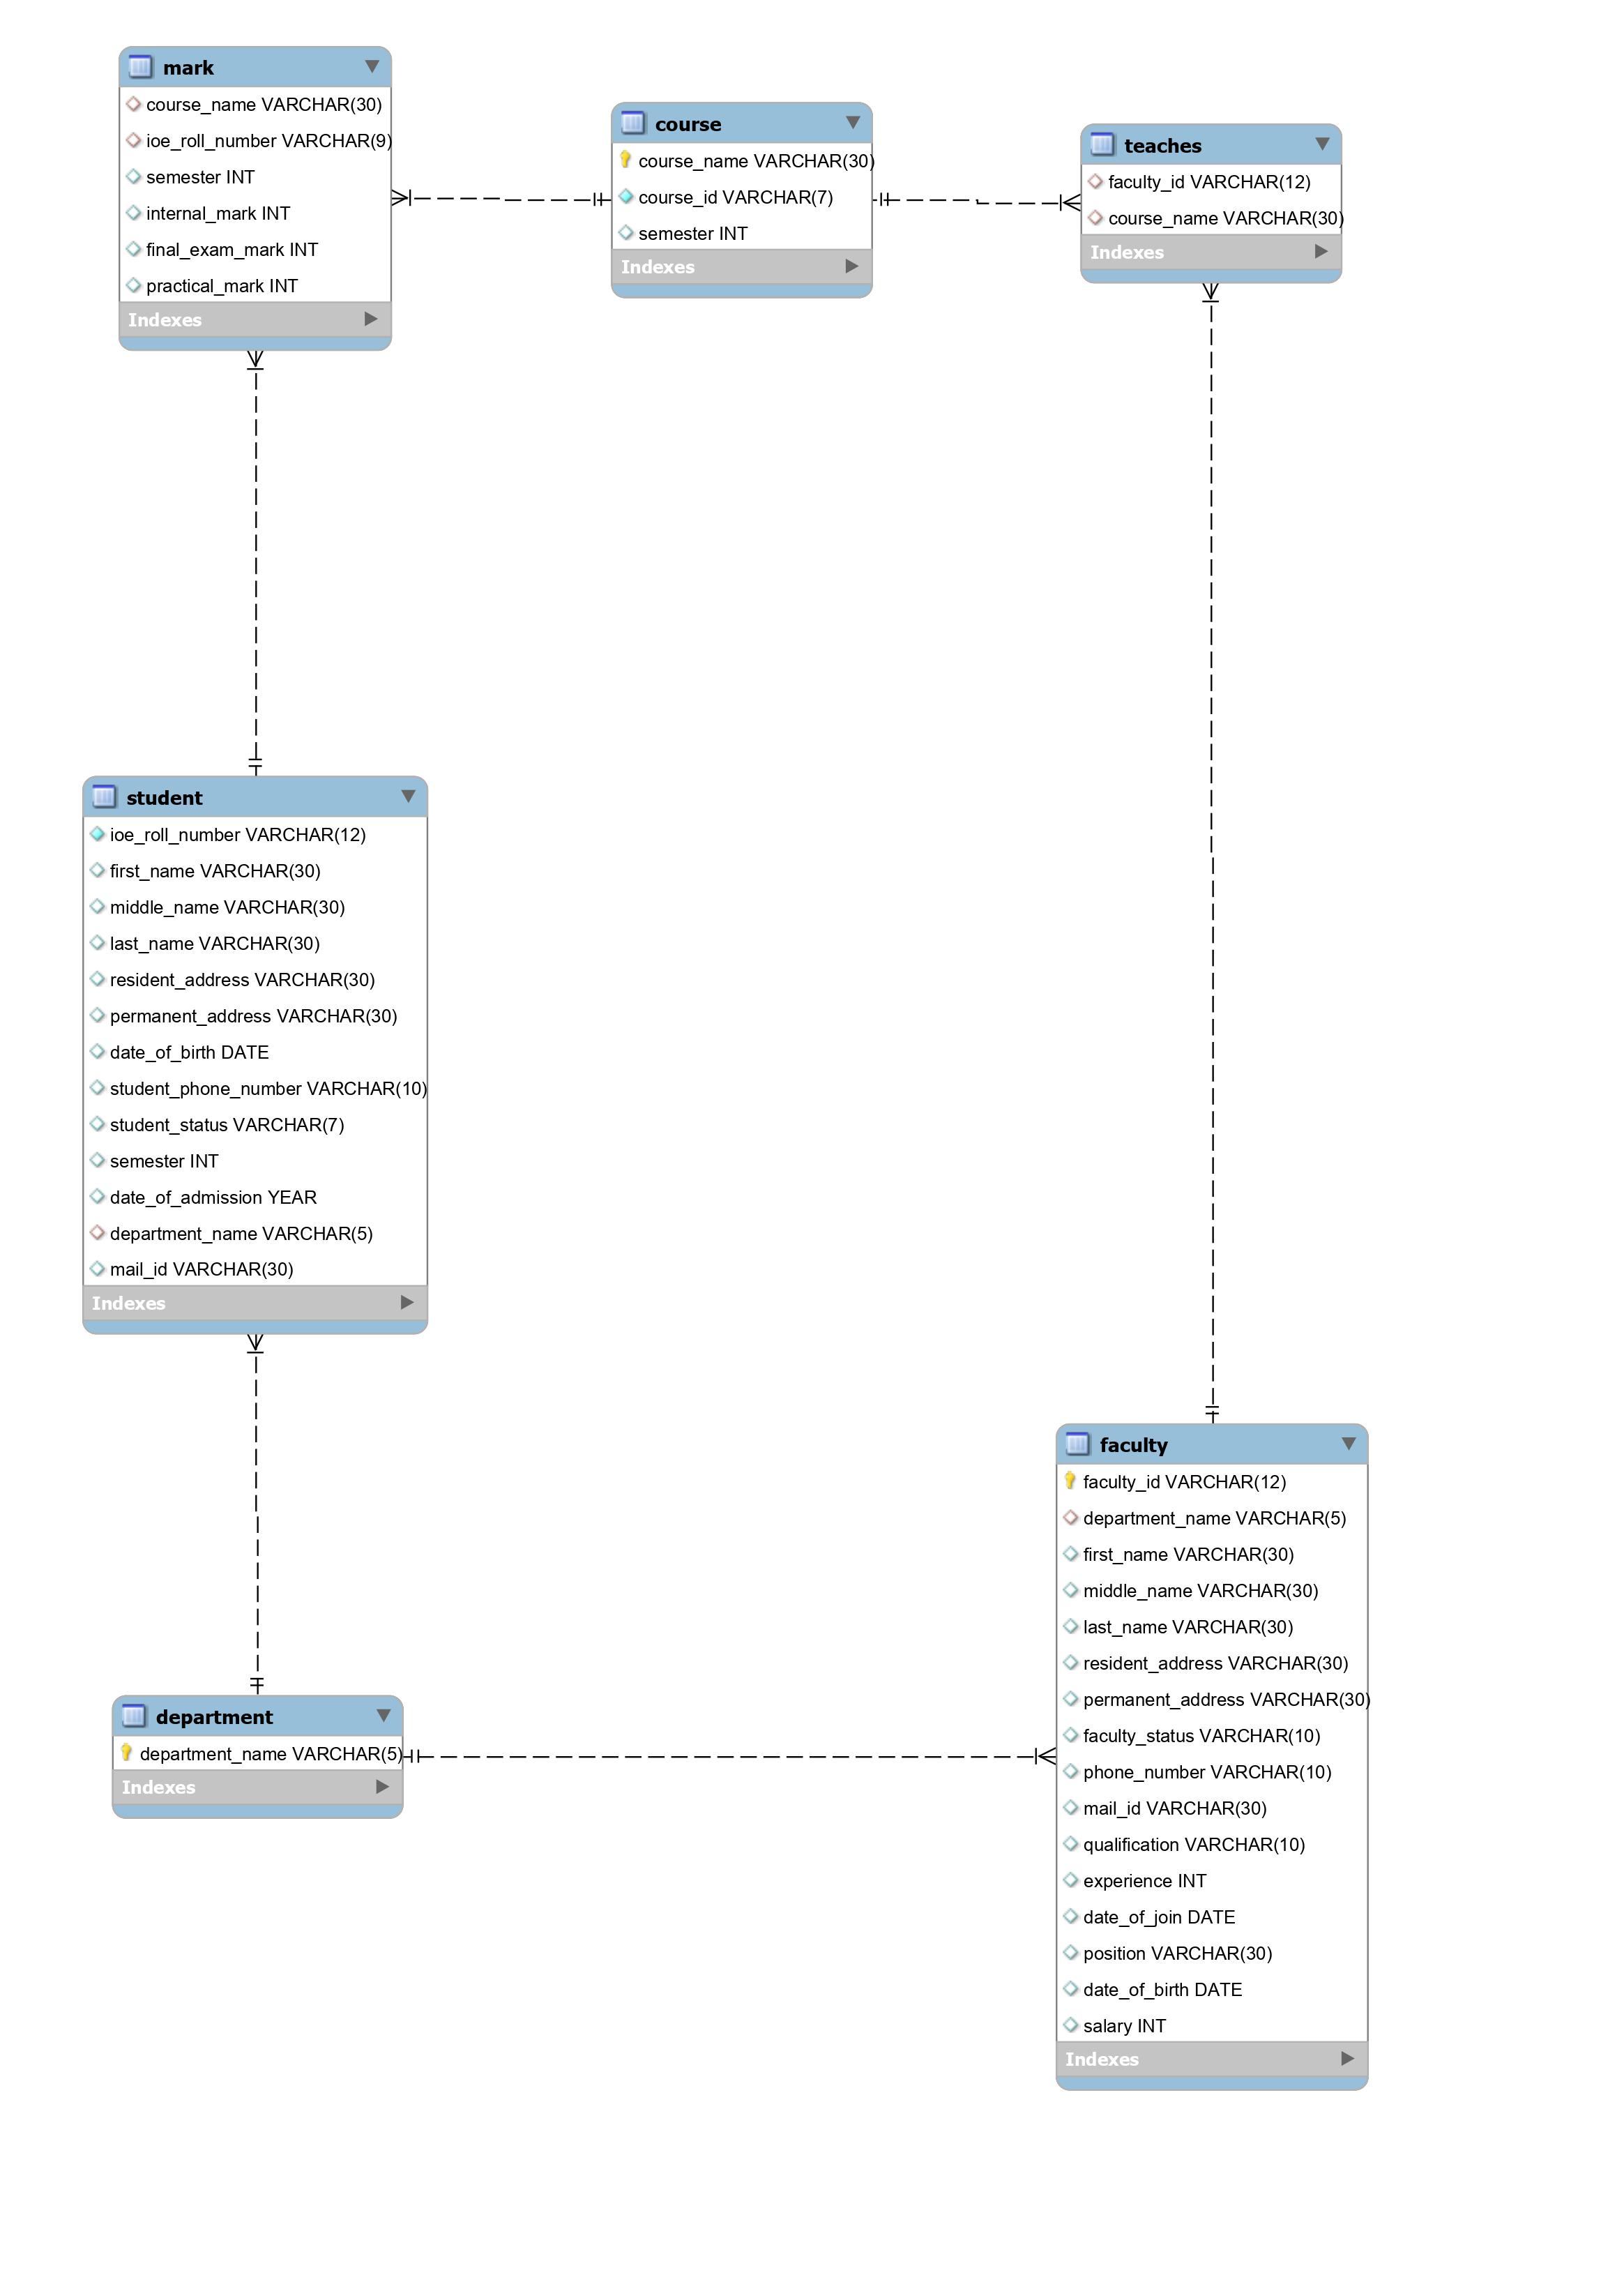 mark
course_name VARCHAR(30)
ioe_roll_number VARCHAR(9)
semester INT
internal_mark INT
final_exam_mark INT
practical_mark INT
Indexes
course
course_name VARCHAR(30)
course_id VARCHAR(7)
semester INT
Indexes
teaches
faculty_id VARCHAR(12)
course_name VARCHAR(30)
Indexes
student
ioe_roll_number VARCHAR(12)
first_name VARCHAR(30)
middle_name VARCHAR(30)
last_name VARCHAR(30)
resident_address VARCHAR(30)
permanent_address VARCHAR(30)
date_of_birth DATE
student_phone_number VARCHAR(10)
student_status VARCHAR(7)
semester INT
date_of_admission YEAR
department_name VARCHAR(5)
mail_id VARCHAR(30)
Indexes
faculty
faculty_id VARCHAR(12)
department_name VARCHAR(5)
first_name VARCHAR(30)
middle_name VARCHAR(30)
last_name VARCHAR(30)
resident_address VARCHAR(30)
permanent_address VARCHAR(30)
faculty_status VARCHAR(10)
phone_number VARCHAR(10)
mail_id VARCHAR(30)
qualification VARCHAR(10)
experience INT
date_of_join DATE
position VARCHAR(30)
date_of_birth DATE
salary INT
Indexes
department
department_name VARCHAR(5)
Indexes